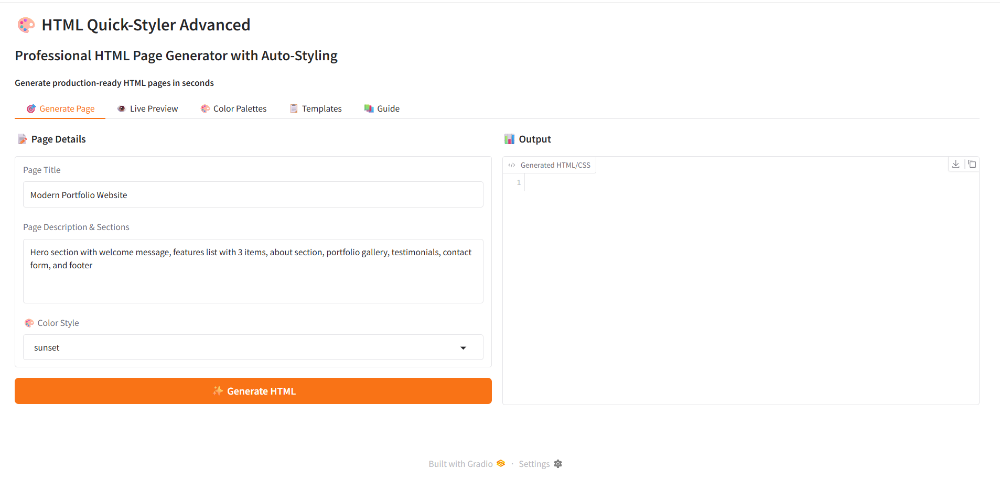 HTML Quick-Styler Advanced
Professional HTML Page Generator with Auto-Styling
Generate production-ready HTML pages in seconds
Generate Page
Live Preview
Color Palettes
Templates
Guide
Page Details
Page Title
Modern Portfolio Website
Page Description & Sections
Hero section with welcome message, features list with 3 items, about section, portfolio gallery, testimonials, contact
form, and footer
Color Style
sunset
Generate HTML
Output
</> Generated HTML/CSS
1
Built with Gradio · Settings